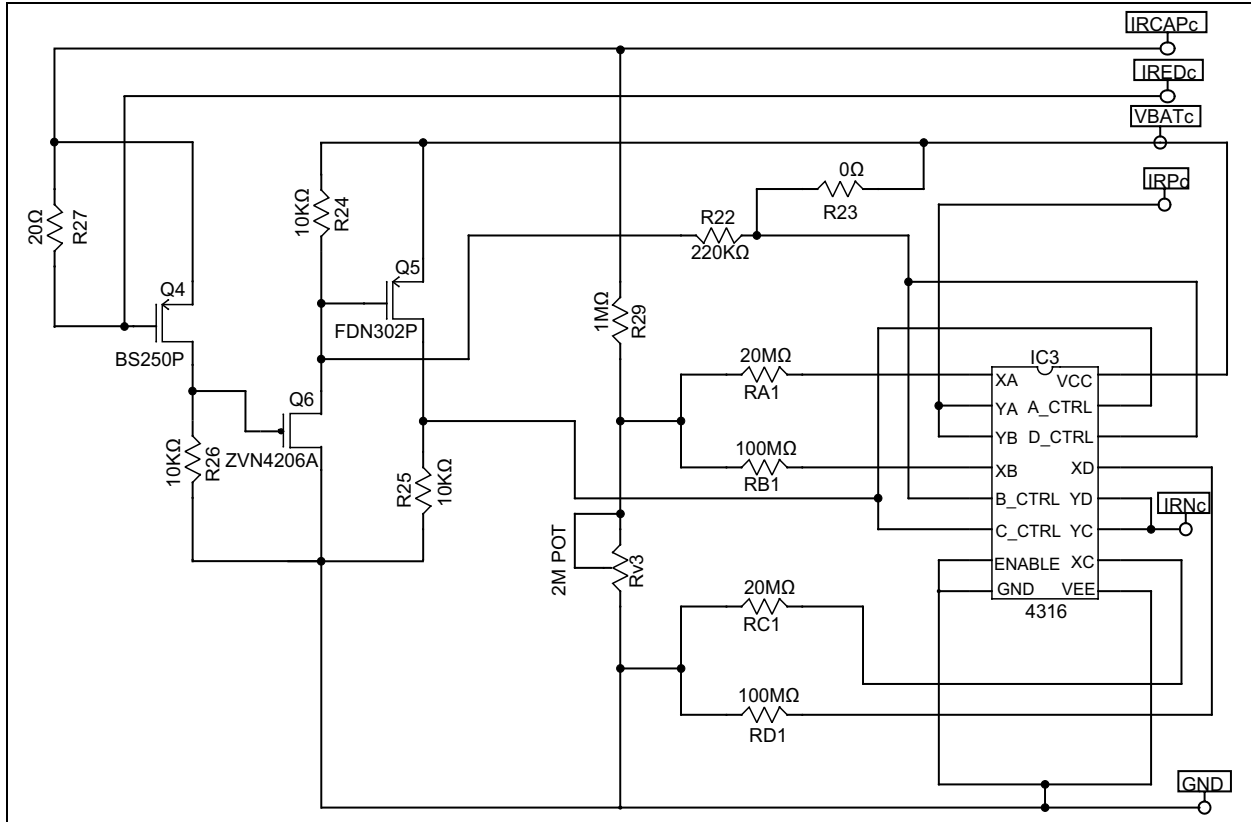 IRCAPc
IREDc
VBATc
IRPc
0Ω
R23
R22
220KΩ
10KΩ
R24
20Ω
R27
Q4
BS250P
Q5
FDN302P
Q6
ZVN4206A
10KΩ
R26
R25
10KΩ
1MΩ
R29
20MΩ
RA1
100MΩ
RB1
2M POT
Rv3
20MΩ
RC1
100MΩ
RD1
IC3
XA
VCC
YA
A_CTRL
YB
D_CTRL
XB
XD
B_CTRL
YD
C_CTRL
YC
ENABLE
XC
GND
VEE
4316
IRNc
GND